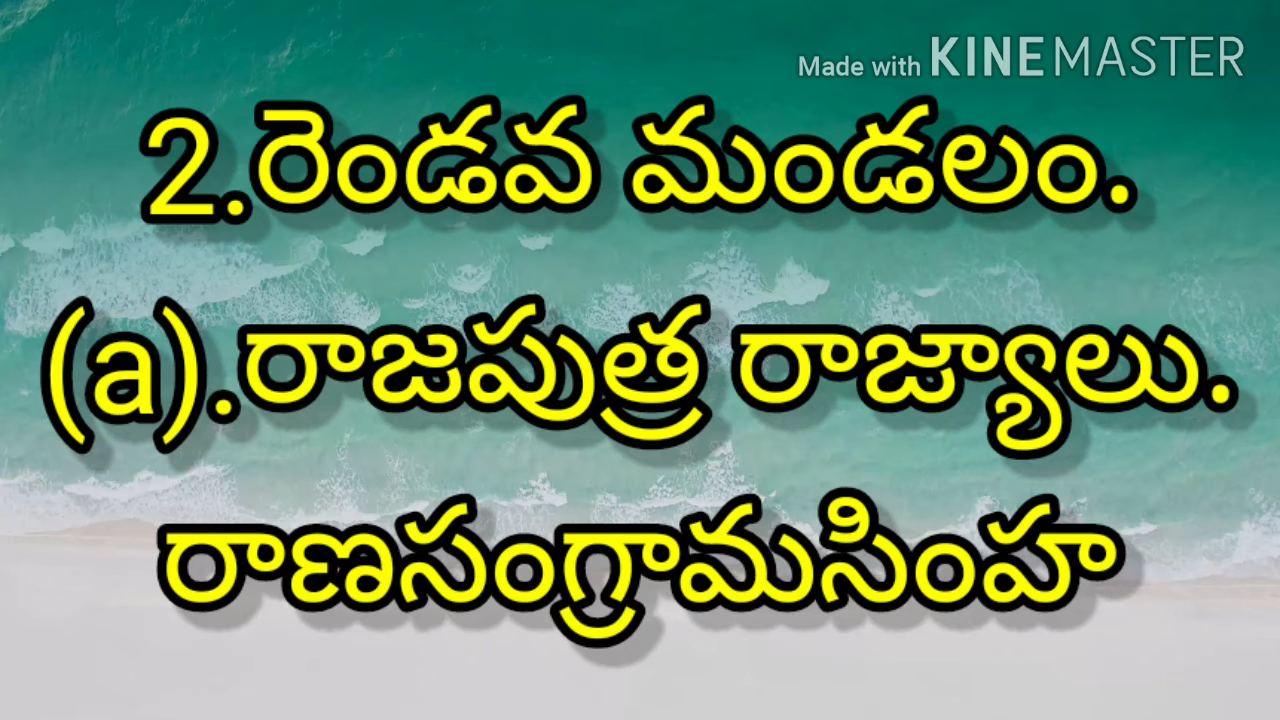 Made with KINEMASTER
2.రెండవ మండలం.
(a).రాజపుత్ర రాజ్యాలు.
రాణసంగ్రామసింహ